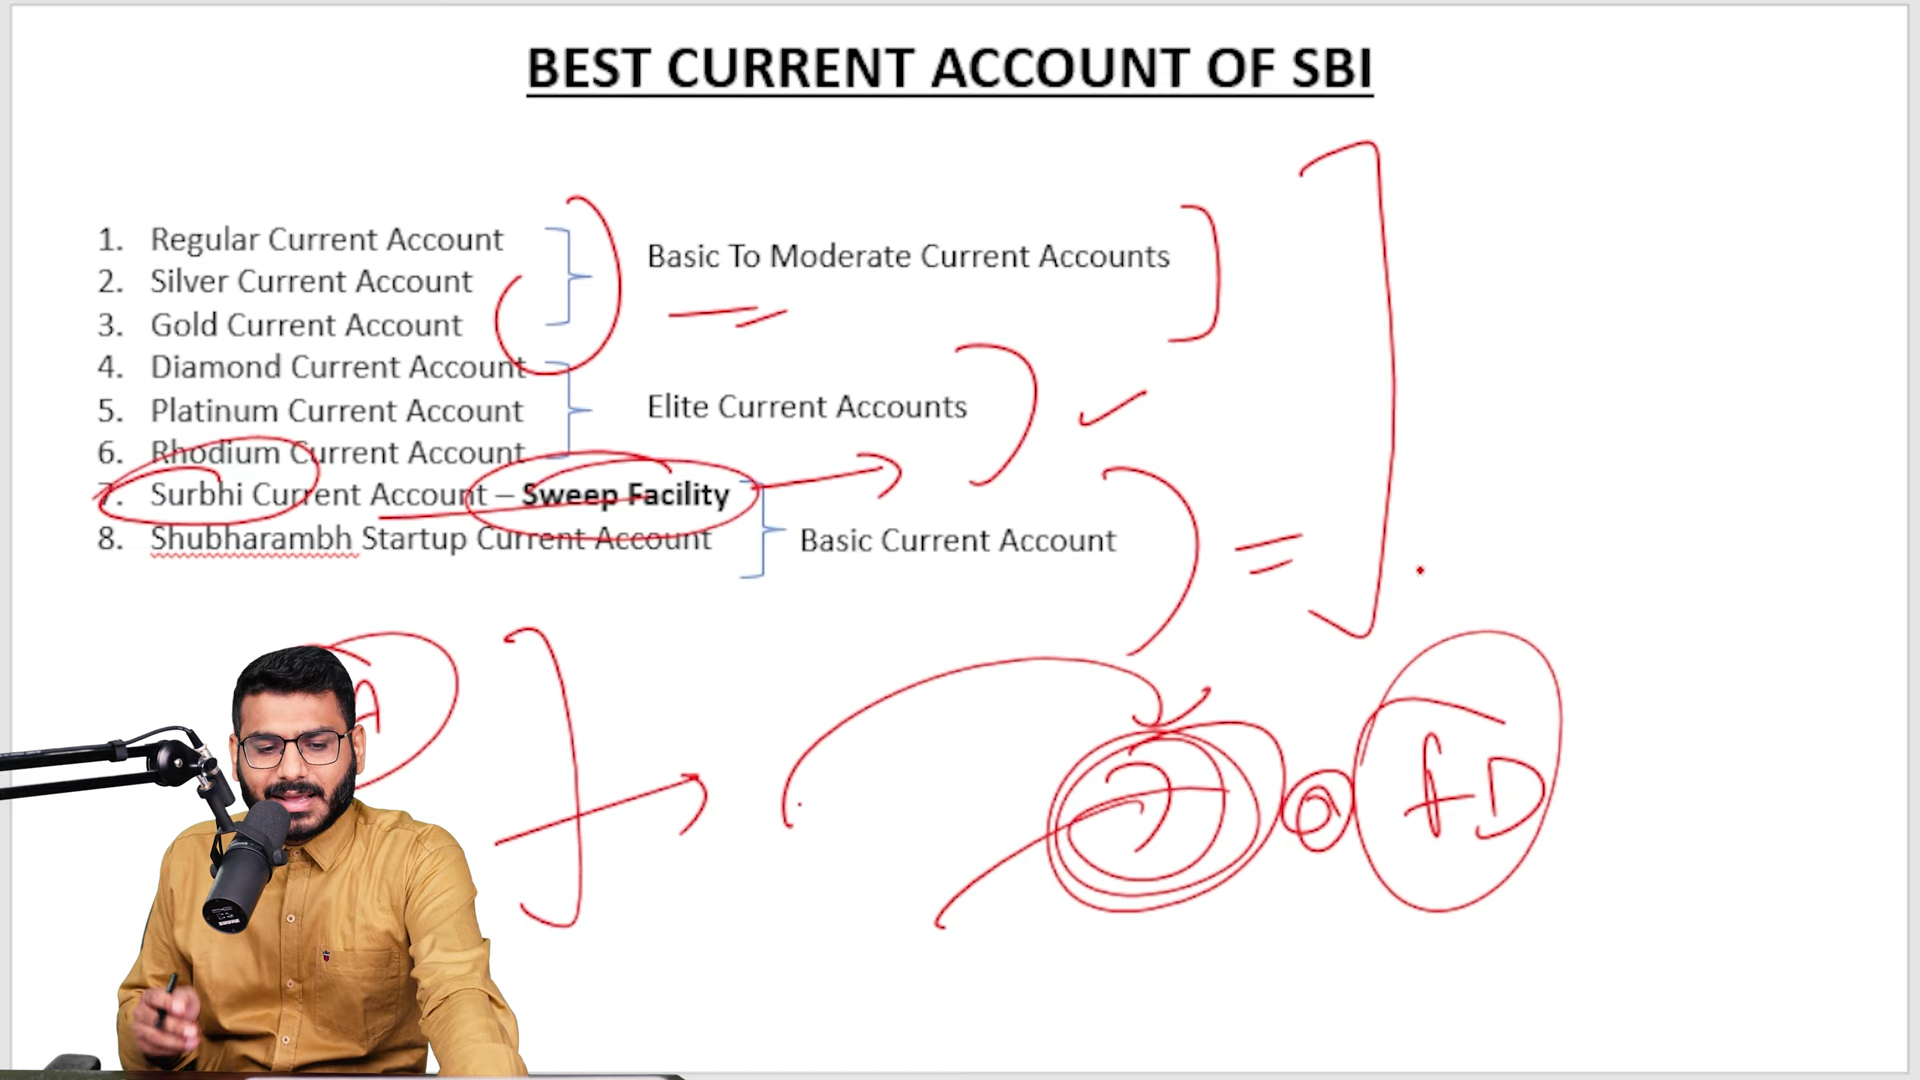 BEST CURRENT ACCOUNT OF SBI
1. Regular Current Account
2. Silver Current Account
3. Gold Current Account
Basic To Moderate Current Accounts
4. Diamond Current Account
5. Platinum Current Account
6. Rhodium Current Account
Elite Current Accounts
7. Surbhi Current Account – Sweep Facility
8. Shubharambh Startup Current Account
Basic Current Account
A
FD